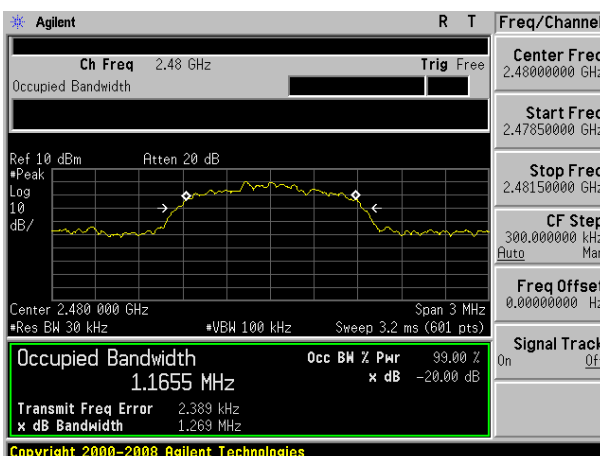 Agilent R T
Freq/Channel
Ch Freq 2.48 GHz Trig Free
Occupied Bandwidth
Center Freq
2.48000000 GHz
Start Freq
2.47850000 GHz
Stop Freq
2.48150000 GHz
CF Step
300.000000 kHz
Auto Man
Freq Offset
0.00000000 Hz
Signal Track
On Off
Ref 10 dBm Atten 20 dB
#Peak
Log
10
dB/
Center 2.480 000 GHz Span 3 MHz
#Res BW 30 kHz #VBW 100 kHz Sweep 3.2 ms (601 pts)
Occupied Bandwidth Occ BW % Pwr 99.00 %
1.1655 MHz x dB -20.00 dB
Transmit Freq Error 2.389 kHz
x dB Bandwidth 1.269 MHz
Copyright 2000-2008 Agilent Technologies